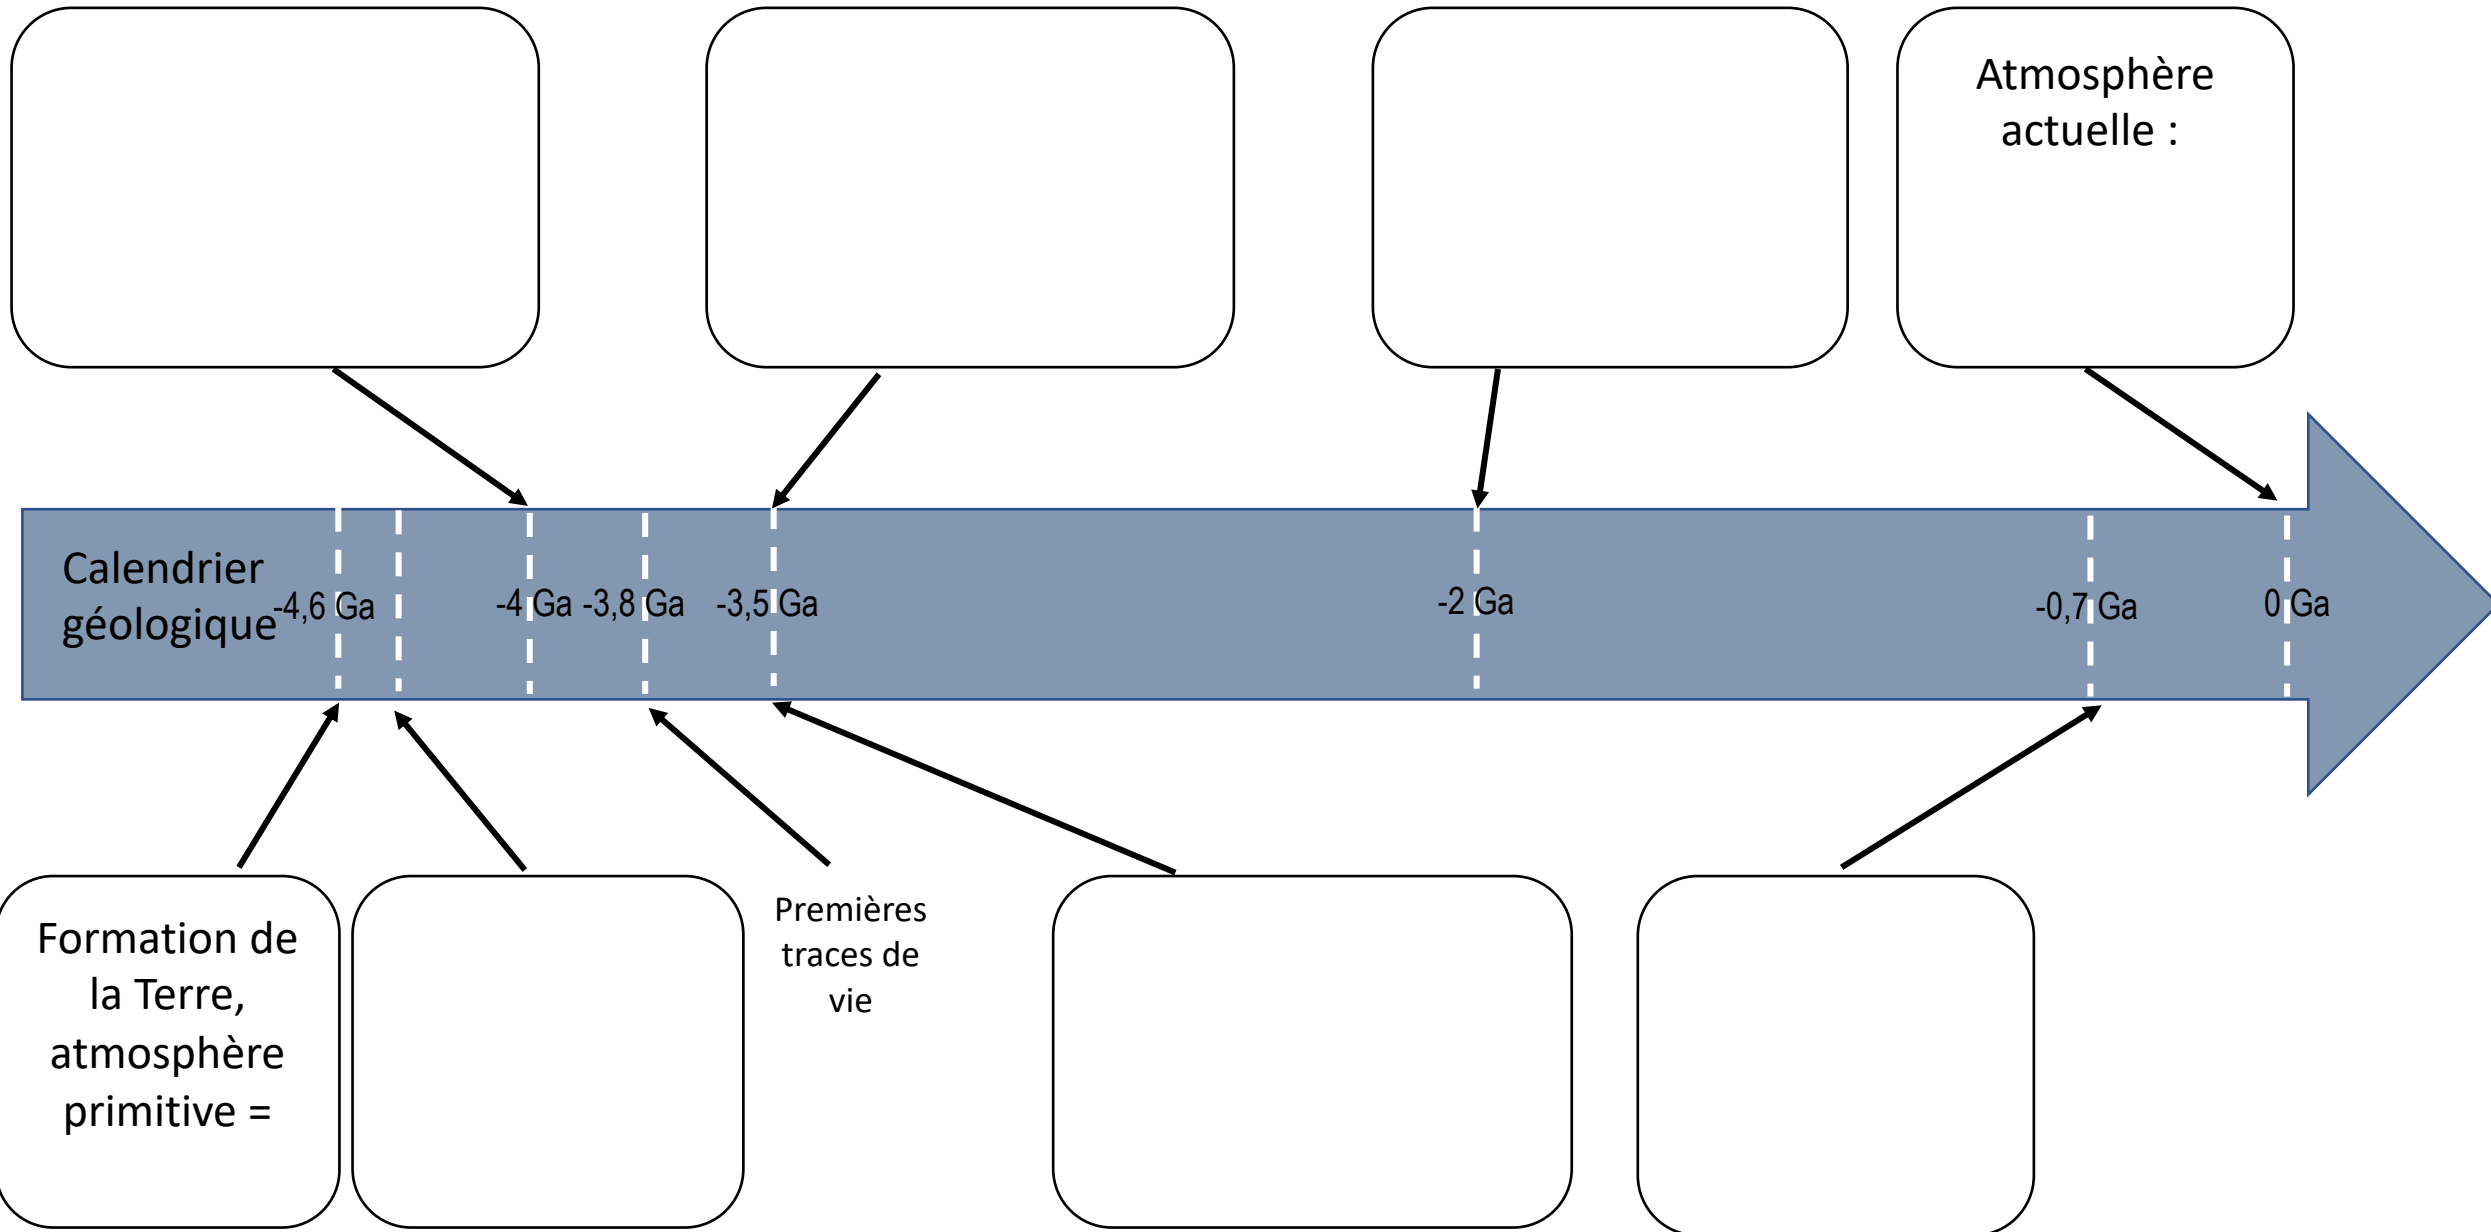 Atmosphère
actuelle :
Calendrier
géologique
-4,6 Ga
-4 Ga
-3,8 Ga
-3,5 Ga
-2 Ga
-0,7 Ga
0 Ga
Formation de
la Terre,
atmosphère
primitive =
Premières
traces de
vie